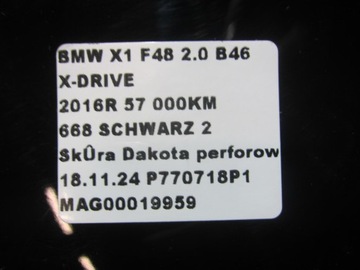 BMW X1 F48 2.0 B46
X-DRIVE
2016R 57 000KM
668 SCHWARZ 2
SkÛra Dakota perforow
18.11.24 P770718P1
MAG00019959